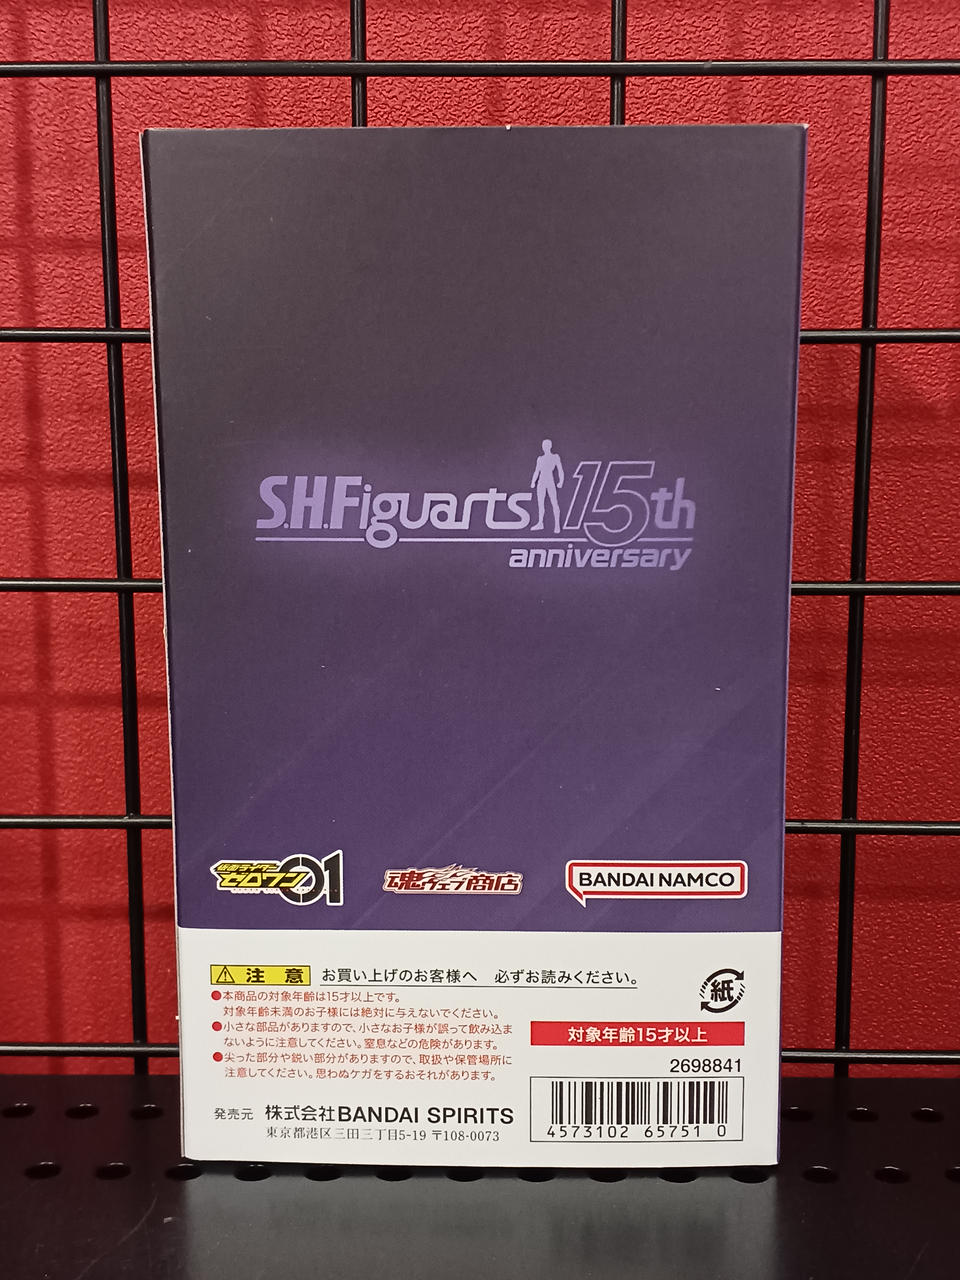 S.H.Figuarts 15th
anniversary
仮面ライダー
ゼロワン 01
魂ウェブ商店
BANDAI NAMCO
注意 お買い上げのお客様へ 必ずお読みください。
●本商品の対象年齢は15才以上です。
対象年齢未満のお子様には絶対に与えないでください。
●小さな部品がありますので、小さなお子様が誤って飲み込ま
ないように注意してください。窒息などの危険があります。
●尖った部分や鋭い部分がありますので、取扱や保管場所に
注意してください。思わぬケガをするおそれがあります。
発売元 株式会社BANDAI SPIRITS
東京都港区三田三丁目5-19 〒108-0073
紙
対象年齢15才以上
2698841
4573102 65751 0